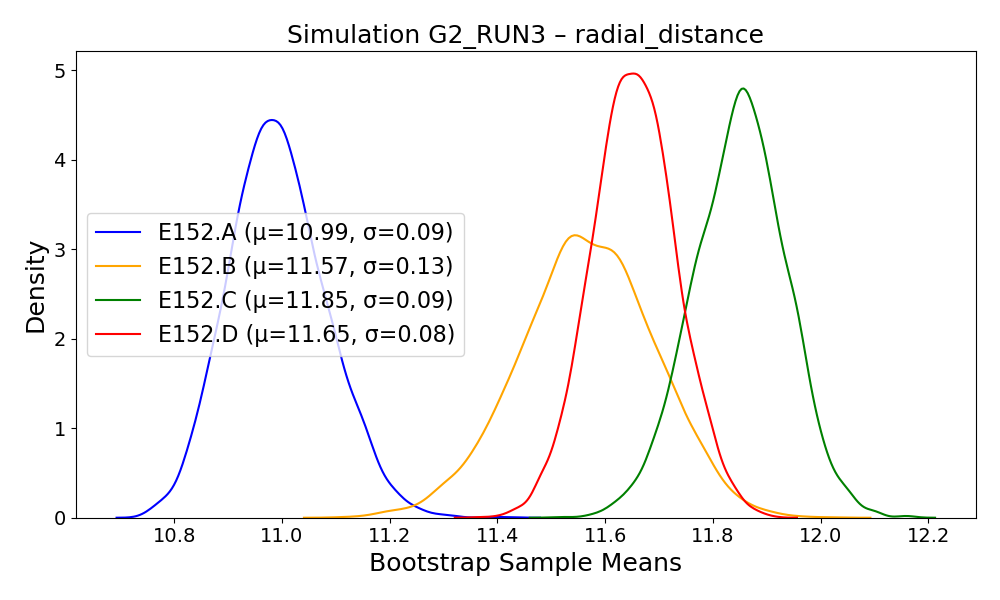 Simulation G2_RUN3 – radial_distance
5
4
3
2
1
0
Density
E152.A (μ=10.99, σ=0.09)
E152.B (μ=11.57, σ=0.13)
E152.C (μ=11.85, σ=0.09)
E152.D (μ=11.65, σ=0.08)
10.8 11.0 11.2 11.4 11.6 11.8 12.0 12.2
Bootstrap Sample Means